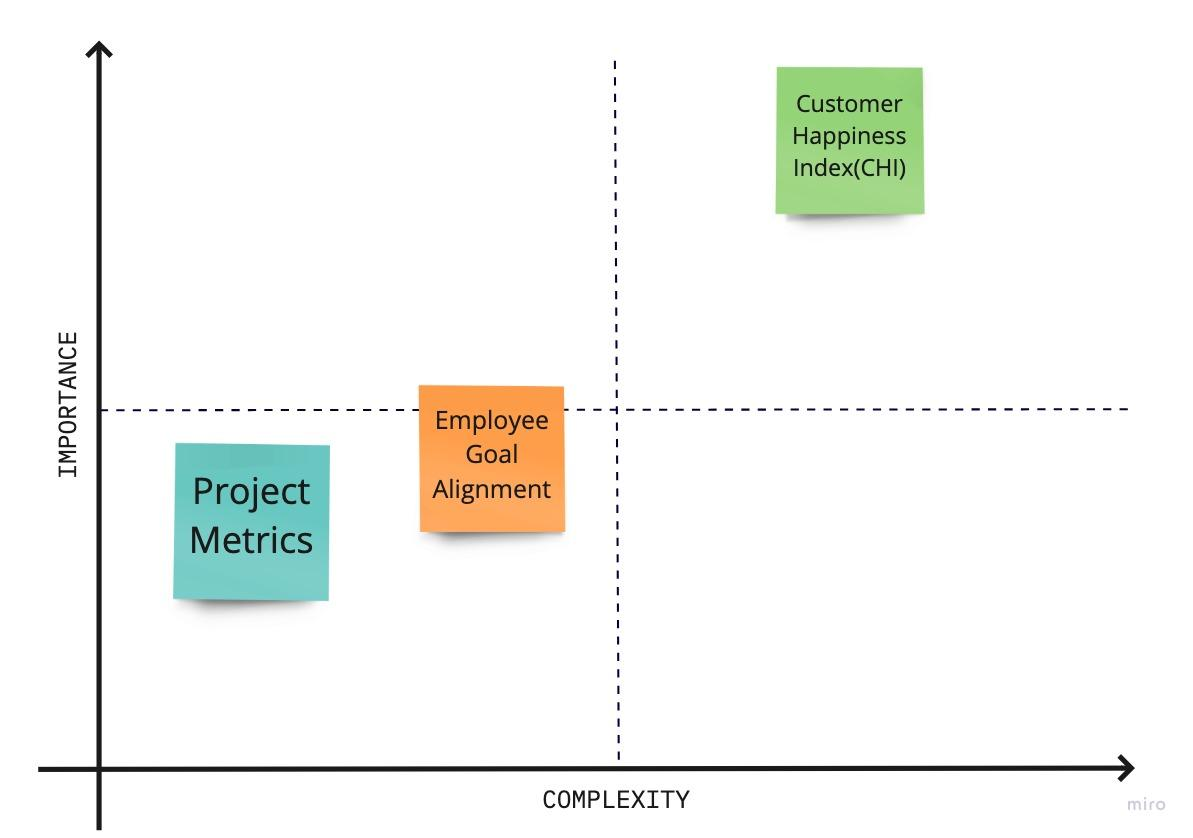 Customer
Happiness
Index(CHI)
IMPORTANCE
Employee
Goal
Alignment
Project
Metrics
COMPLEXITY
miro